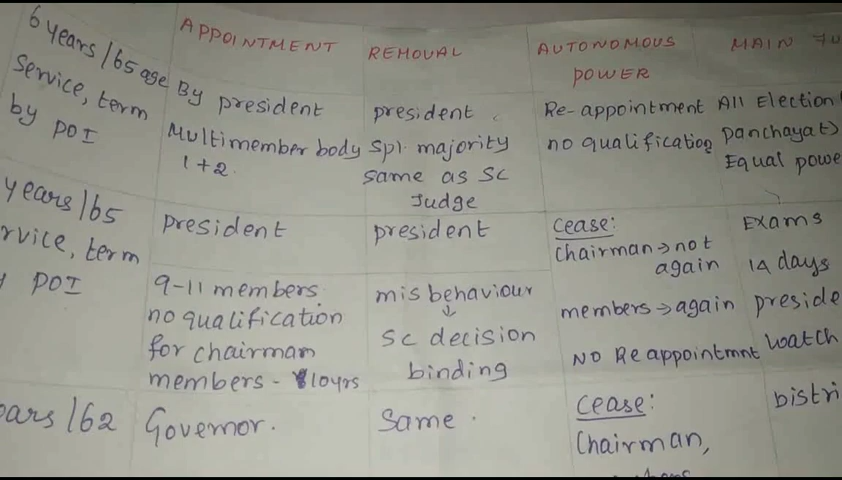 APPOINTMENT REMOVAL AUTONOMOUS POWER MAIN
6 years/65 age
Service, term
by POI
By president
Multimember body
1+2
president
Spl. majority
same as SC
Judge
Re-appointment
no qualification
All Election
panchayat)
Equal powe
years/65
rvice, term
POI
president
9-11 members
no qualification
for chairman
members - 10yrs
president
misbehaviour
↓
SC decision
binding
Cease:
Chairman→not
again
members→again
NO Reappointmnt
Exams
14 days
preside
Watch
ears/62
Governor.
Same.
Cease:
Chairman,
Distri